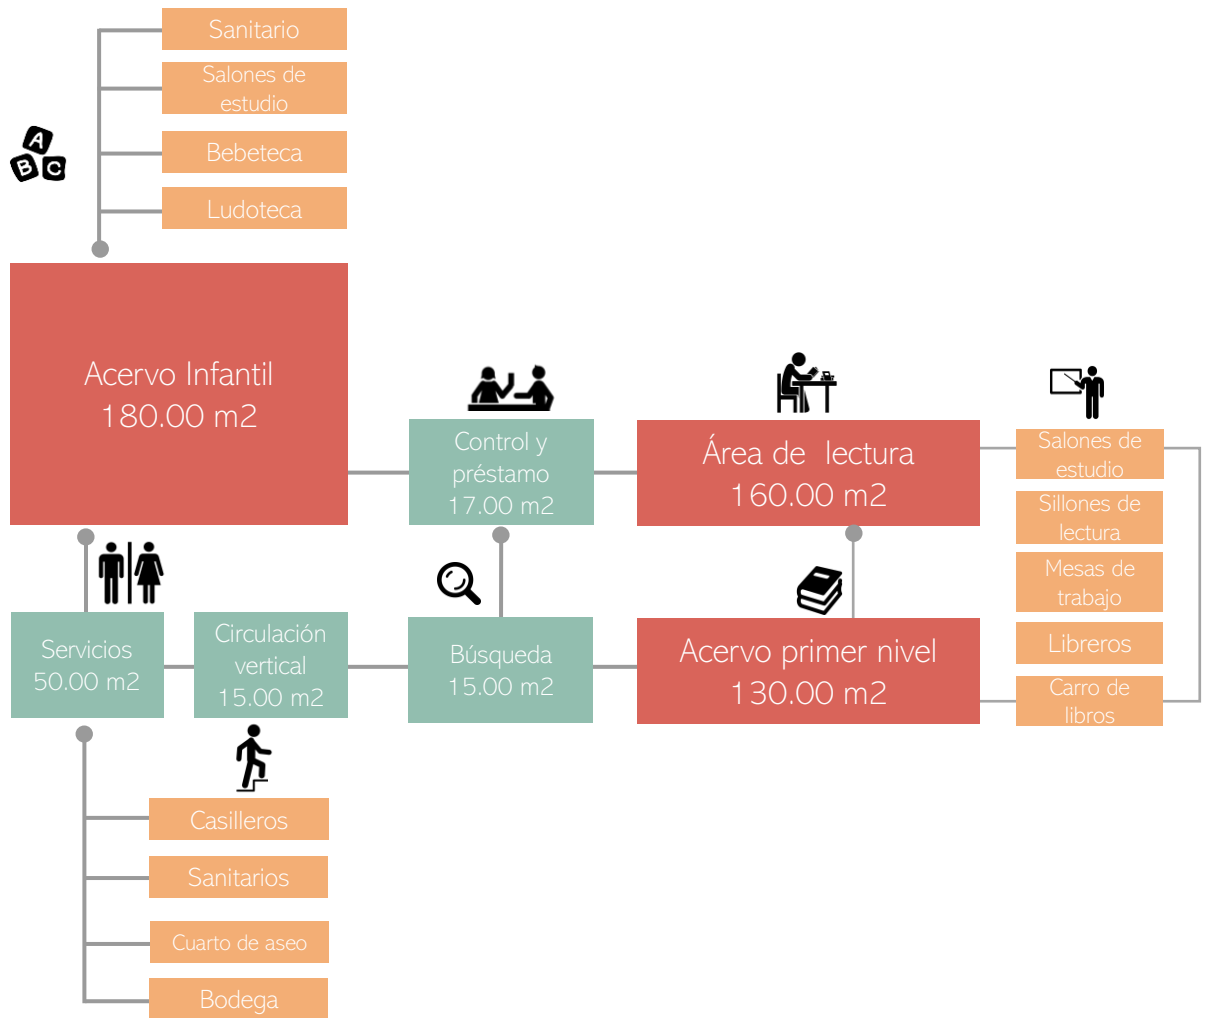 Sanitario
Salones de
estudio
Bebeteca
Ludoteca
A
B C
Acervo Infantil
180.00 m2
Control y
préstamo
17.00 m2
Área de lectura
160.00 m2
Salones de
estudio
Sillones de
lectura
Mesas de
trabajo
Libreros
Carro de
libros
Servicios
50.00 m2
Circulación
vertical
15.00 m2
Búsqueda
15.00 m2
Acervo primer nivel
130.00 m2
Casilleros
Sanitarios
Cuarto de aseo
Bodega